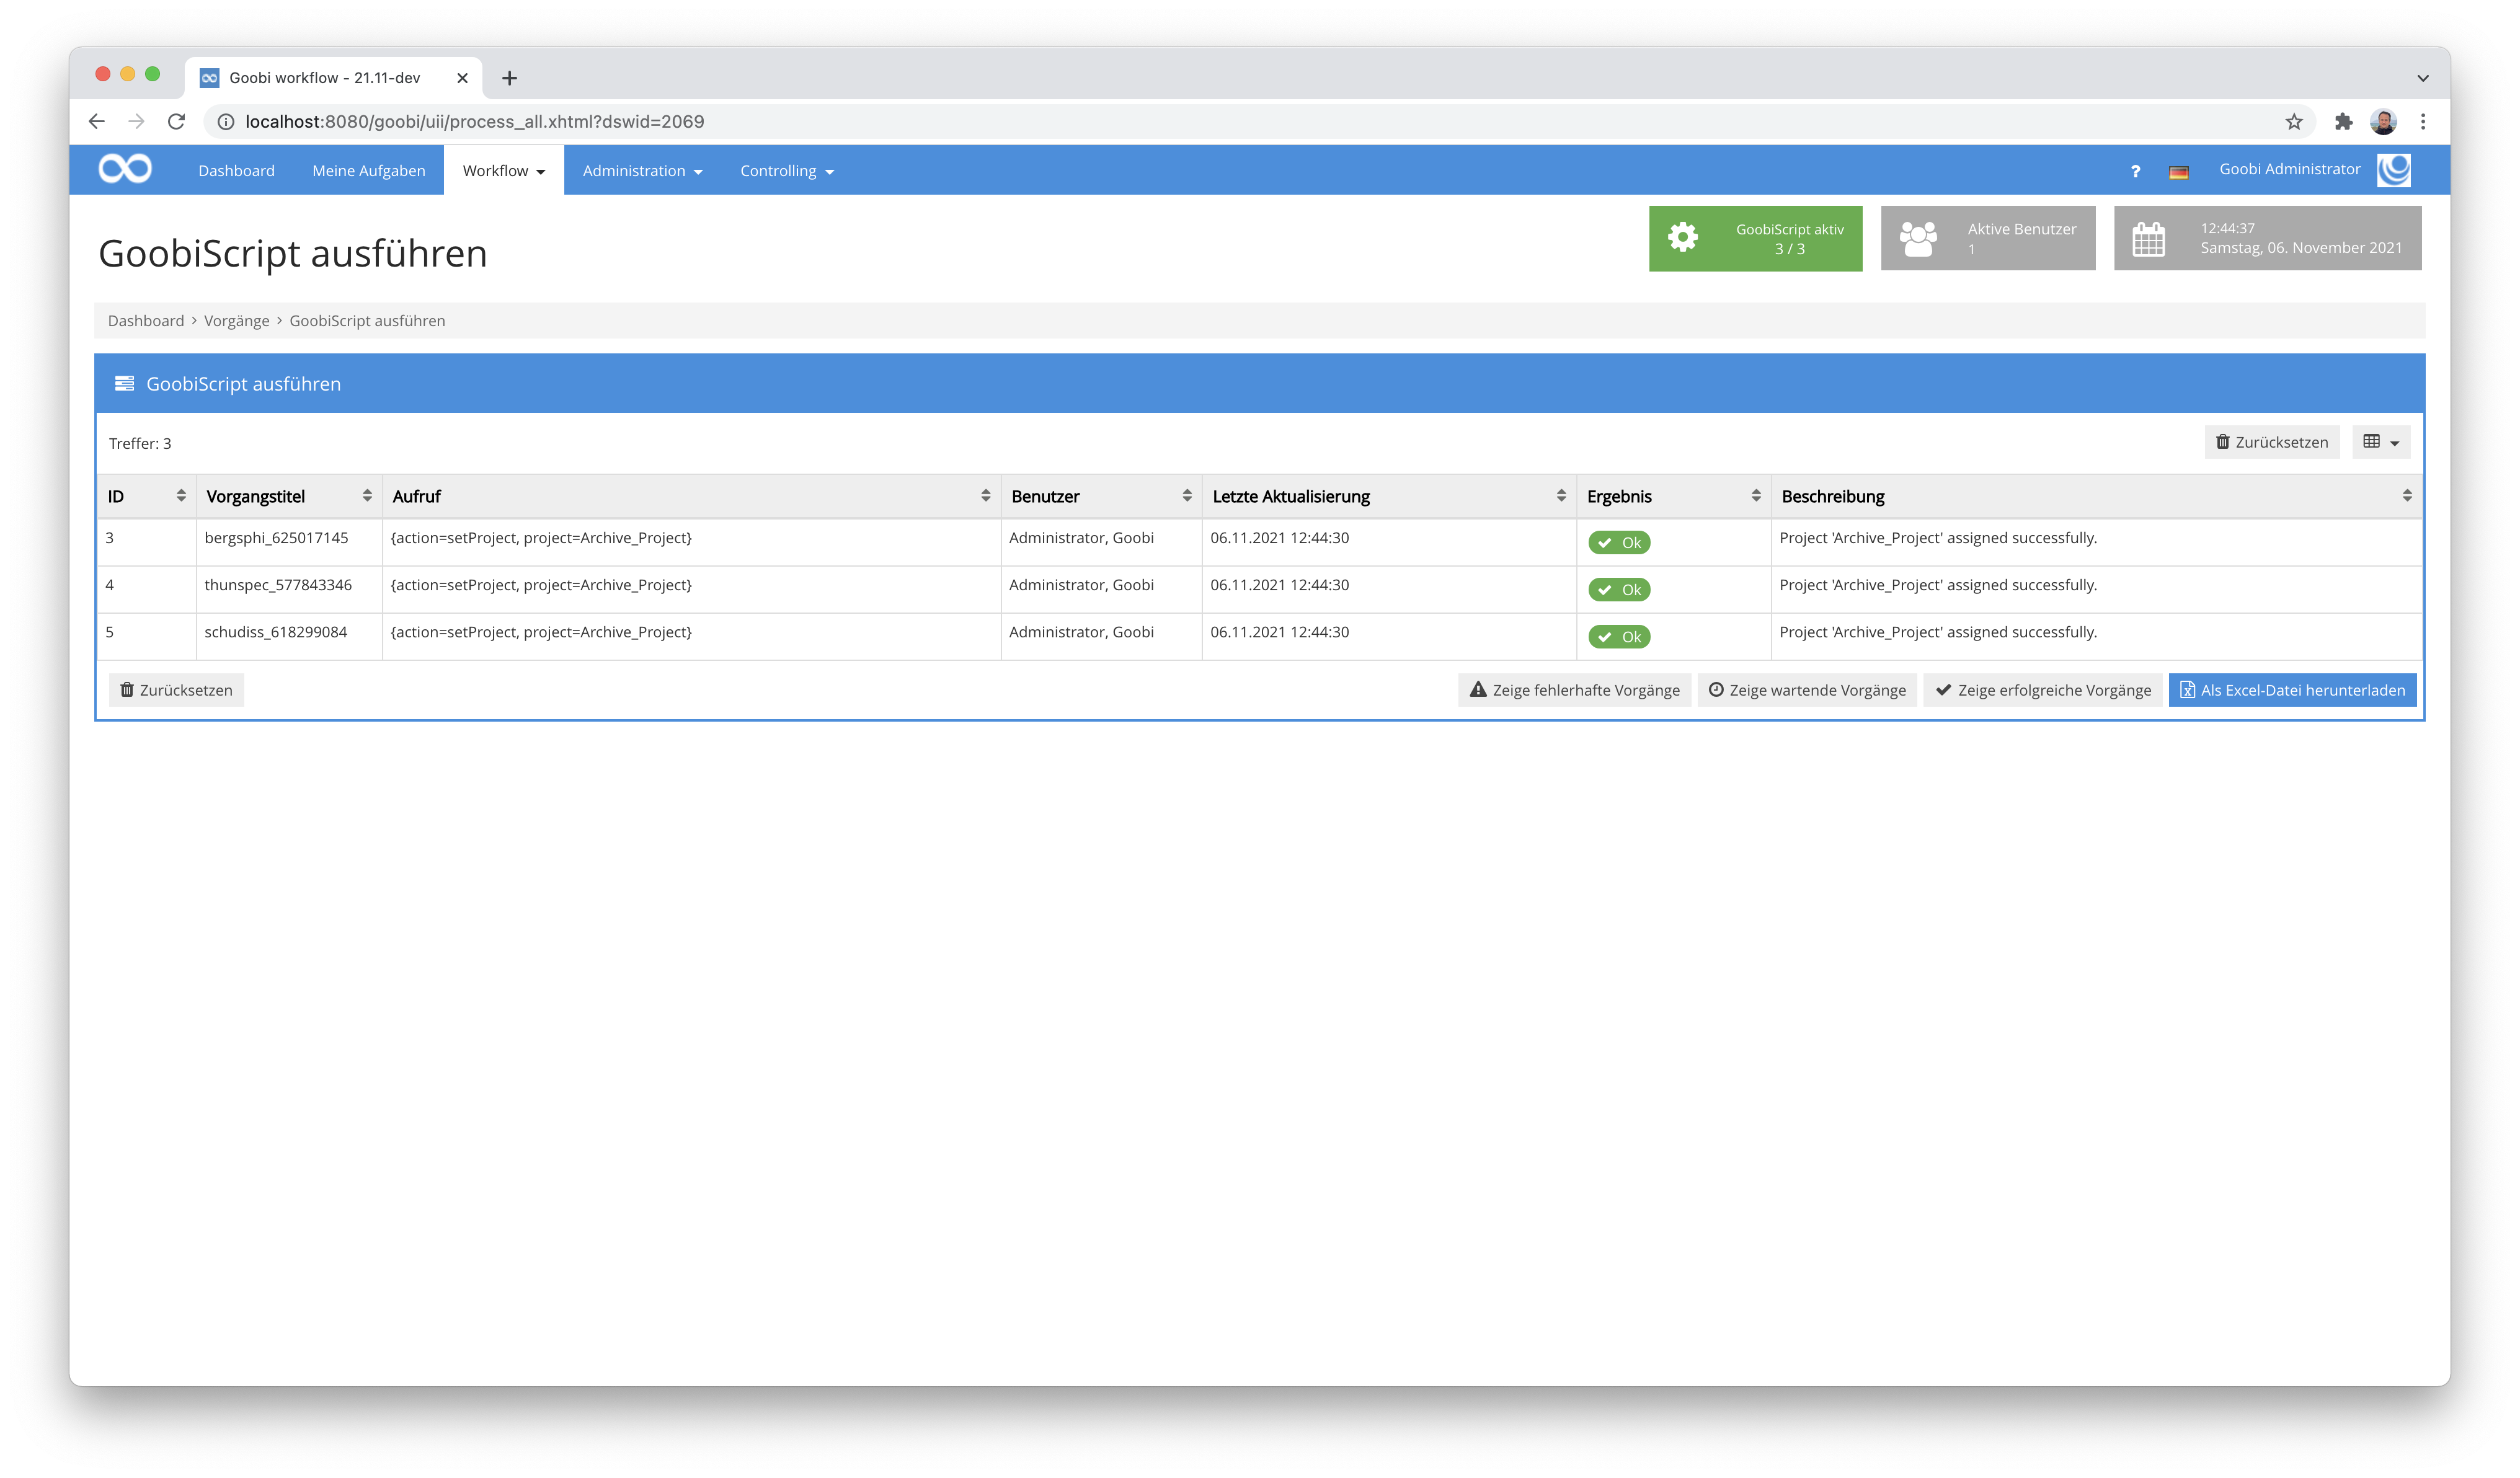 Goobi workflow - 21.11-dev
localhost:8080/goobi/uii/process_all.xhtml?dswid=2069
Dashboard Meine Aufgaben Workflow Administration Controlling ? Goobi Administrator
GoobiScript ausführen
GoobiScript aktiv
3 / 3
Aktive Benutzer
1
12:44:37
Samstag, 06. November 2021
Dashboard > Vorgänge > GoobiScript ausführen
GoobiScript ausführen
Treffer: 3 Zurücksetzen
ID Vorgangstitel Aufruf Benutzer Letzte Aktualisierung Ergebnis Beschreibung
3 bergsphi_625017145 {action=setProject, project=Archive_Project} Administrator, Goobi 06.11.2021 12:44:30 Ok Project 'Archive_Project' assigned successfully.
4 thunspec_577843346 {action=setProject, project=Archive_Project} Administrator, Goobi 06.11.2021 12:44:30 Ok Project 'Archive_Project' assigned successfully.
5 schudiss_618299084 {action=setProject, project=Archive_Project} Administrator, Goobi 06.11.2021 12:44:30 Ok Project 'Archive_Project' assigned successfully.
Zurücksetzen Zeige fehlerhafte Vorgänge Zeige wartende Vorgänge Zeige erfolgreiche Vorgänge Als Excel-Datei herunterladen